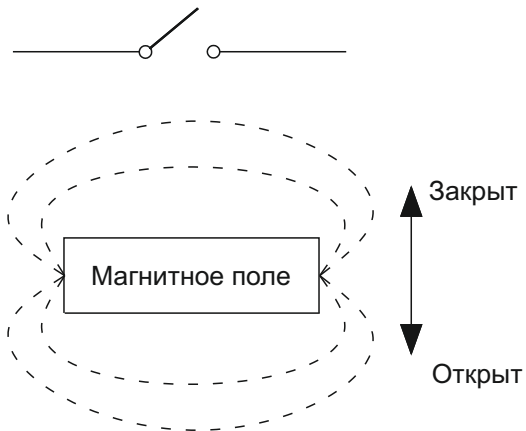 Закрыт
Магнитное поле
Открыт